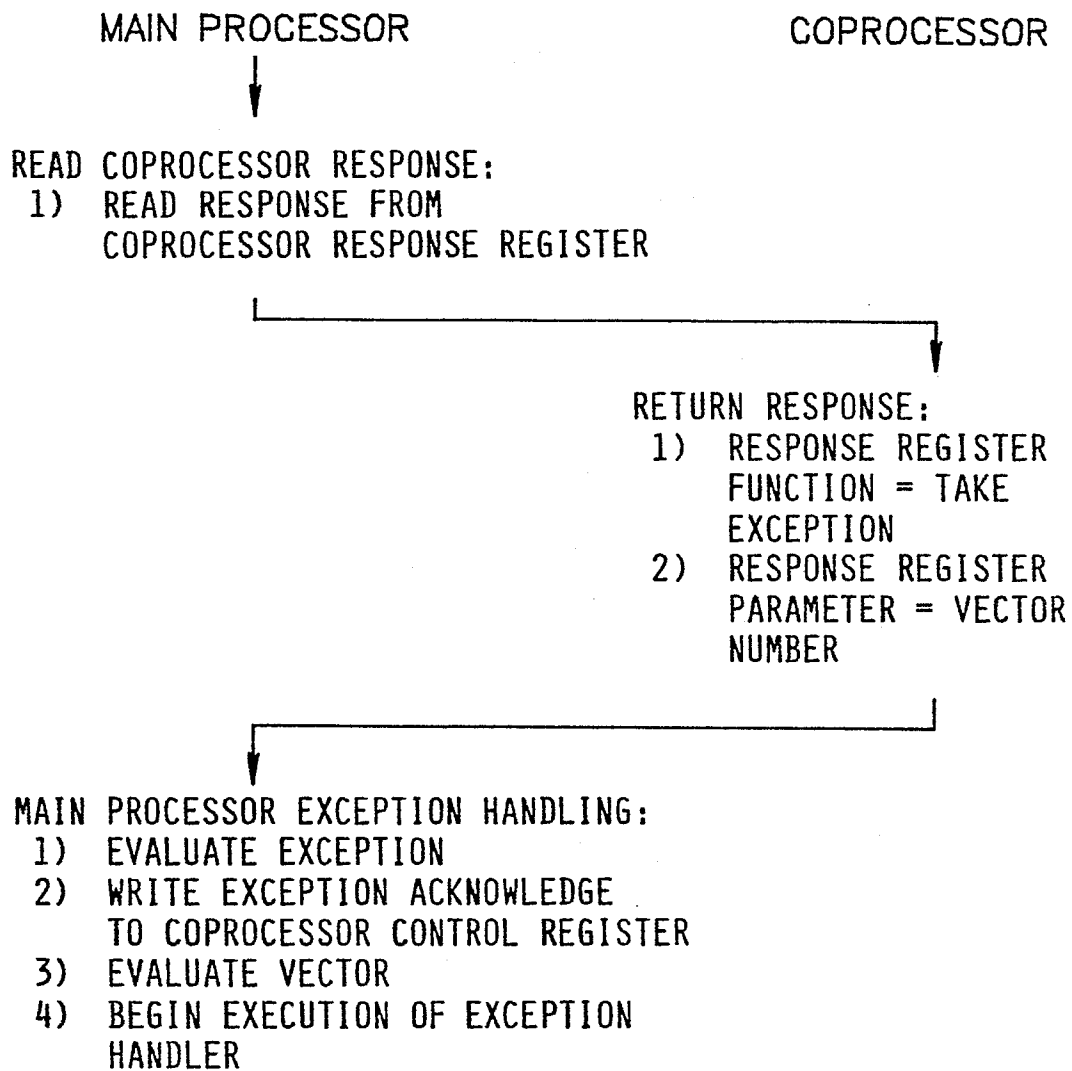 MAIN PROCESSOR
COPROCESSOR
READ COPROCESSOR RESPONSE:
1) READ RESPONSE FROM
COPROCESSOR RESPONSE REGISTER
RETURN RESPONSE:
1) RESPONSE REGISTER
FUNCTION = TAKE
EXCEPTION
2) RESPONSE REGISTER
PARAMETER = VECTOR
NUMBER
MAIN PROCESSOR EXCEPTION HANDLING:
1) EVALUATE EXCEPTION
2) WRITE EXCEPTION ACKNOWLEDGE
TO COPROCESSOR CONTROL REGISTER
3) EVALUATE VECTOR
4) BEGIN EXECUTION OF EXCEPTION
HANDLER